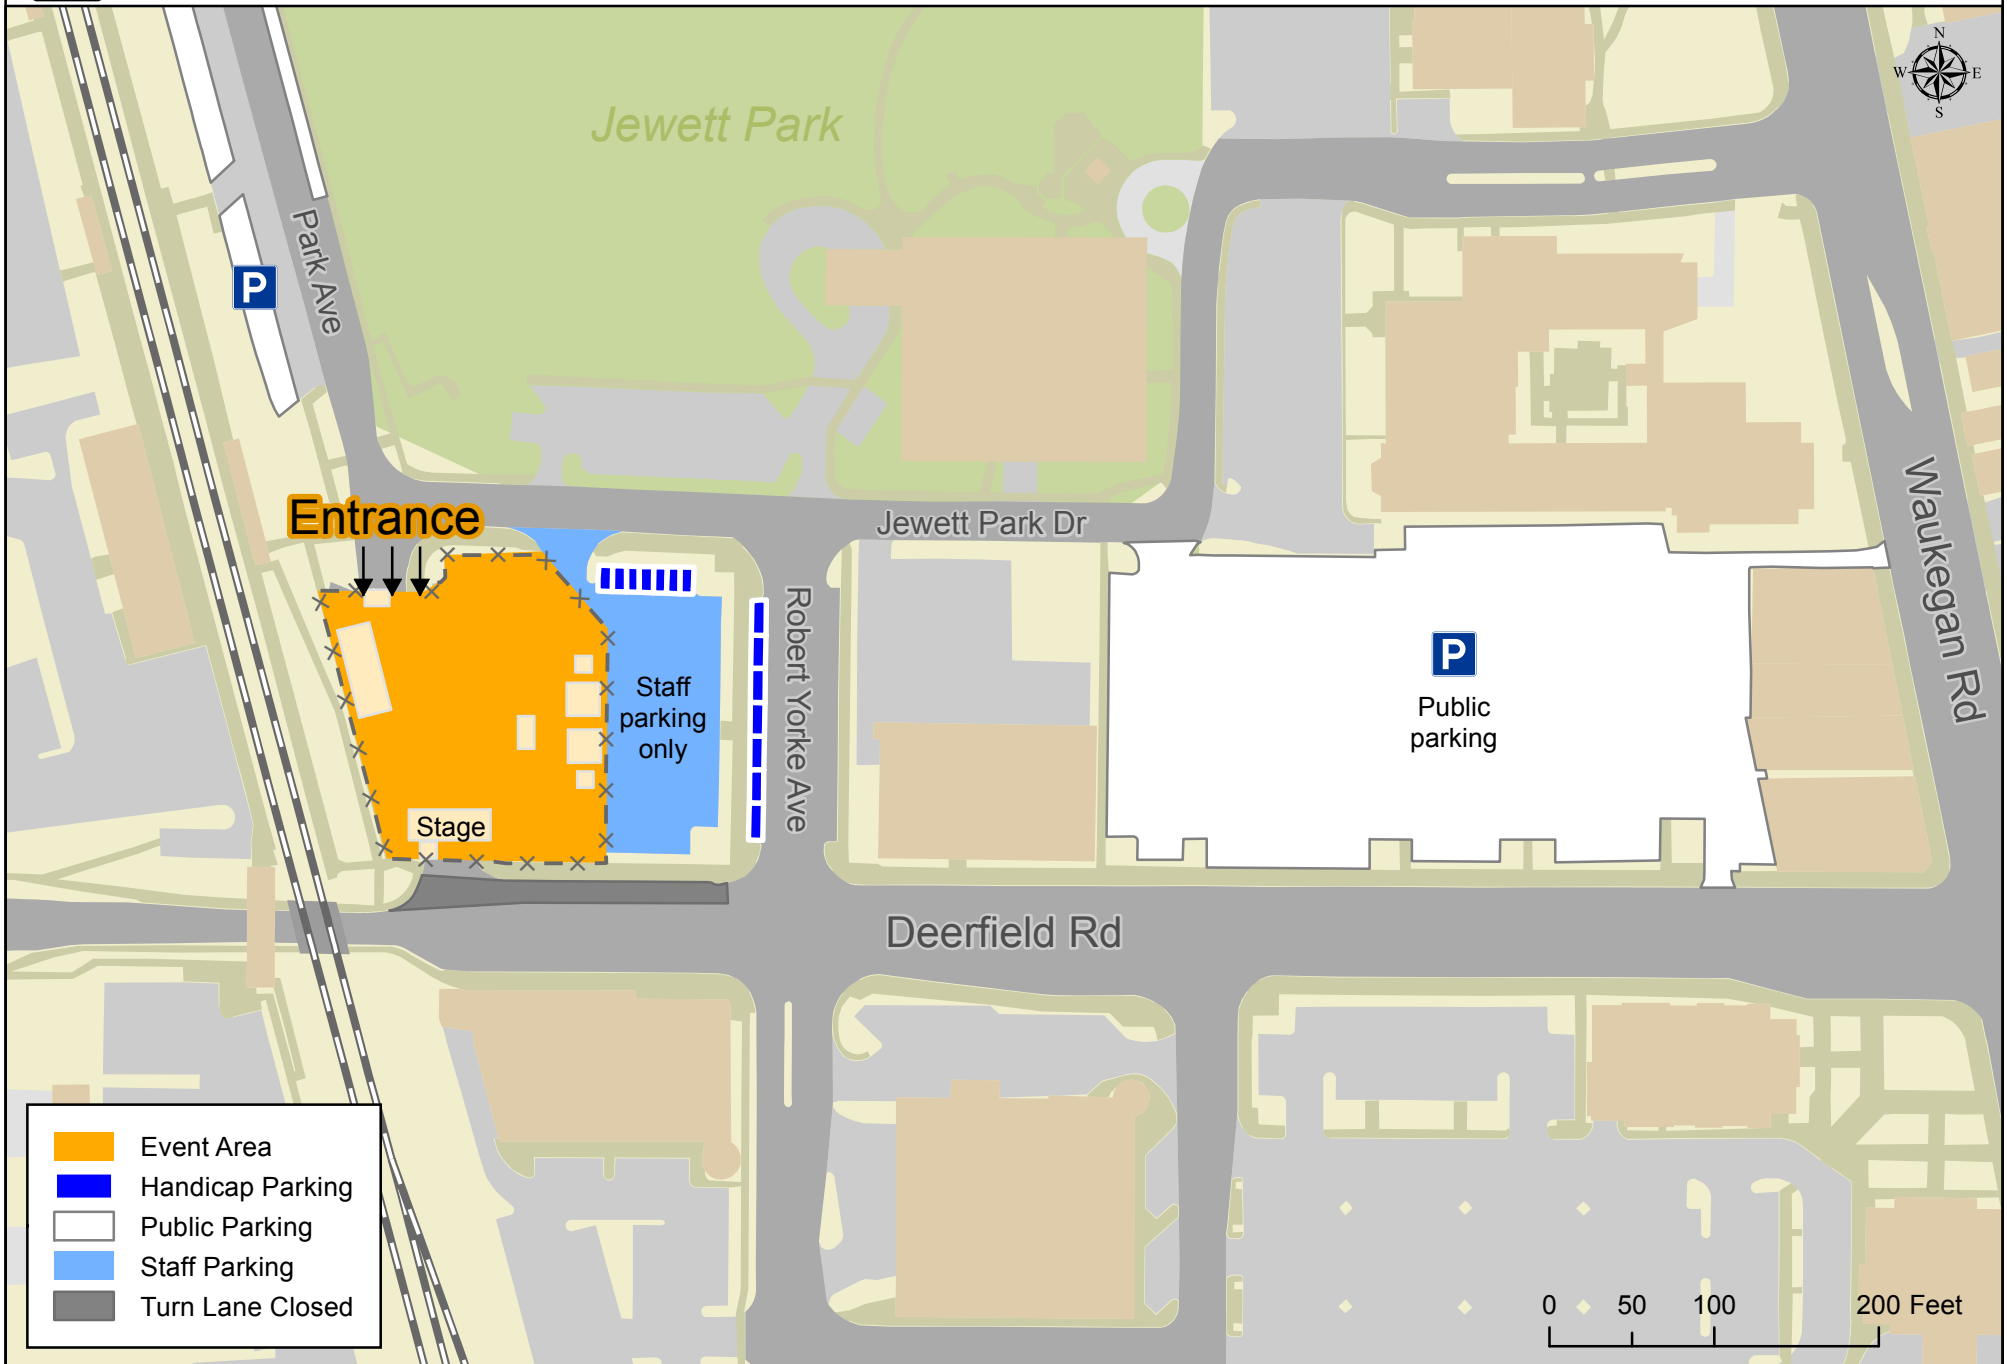 N
W E
S
Jewett Park
Park Ave
P
Entrance
Jewett Park Dr
Waukegan Rd
Robert Yorke Ave
Staff
parking
only
P
Public
parking
Stage
Deerfield Rd
Event Area
Handicap Parking
Public Parking
Staff Parking
Turn Lane Closed
0 50 100 200 Feet